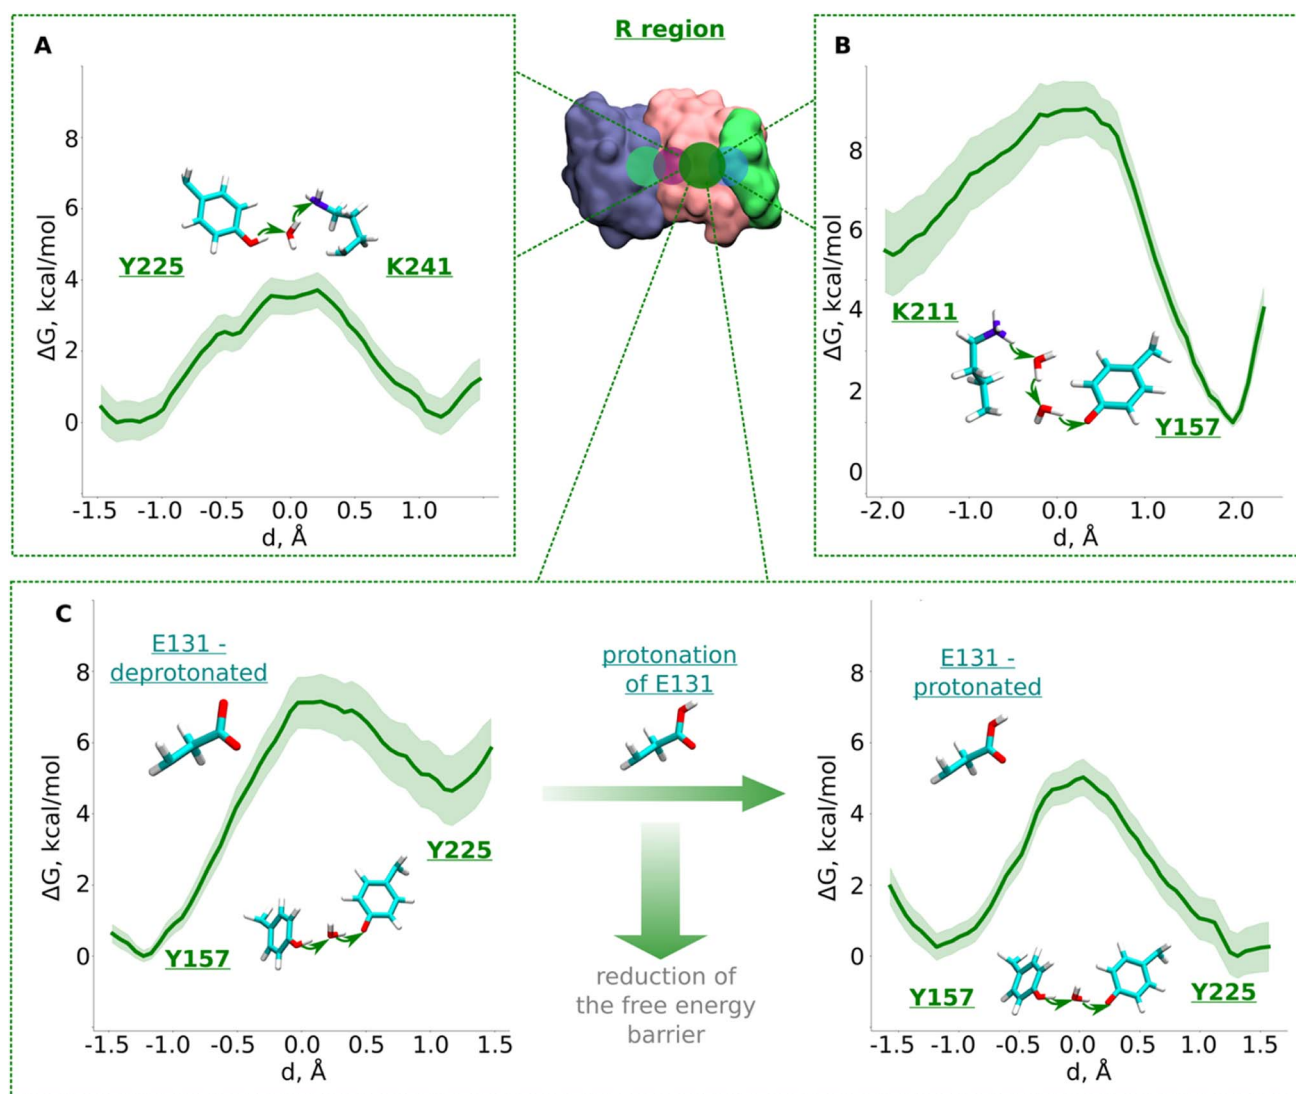 R region
A
8
6
4
2
0
ΔG, kcal/mol
Y225
K241
-1.5 -1.0 -0.5 0.0 0.5 1.0
d, Å
B
8
6
4
2
0
ΔG, kcal/mol
K211
Y157
-2.0 -1.0 0.0 1.0 2.0
d, Å
C
8
6
4
2
0
ΔG, kcal/mol
E131 -
deprotonated
Y225
Y157
-1.5 -1.0 -0.5 0.0 0.5 1.0 1.5
d, Å
protonation
of E131
reduction of
the free energy
barrier
8
6
4
2
0
ΔG, kcal/mol
E131 -
protonated
Y157
Y225
-1.5 -1.0 -0.5 0.0 0.5 1.0 1.5
d, Å